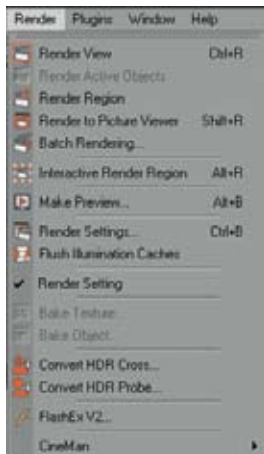 Render Plugins Window Help
Render View Ctrl+R
Render Active Objects
Render Region
Render to Picture Viewer Shift+R
Batch Rendering...
Interactive Render Region Alt+R
Make Preview... Alt+B
Render Settings... Ctrl+B
Flush Illumination Caches
Render Setting
Bake Texture...
Bake Object...
Convert HDR Cross...
Convert HDR Probe...
FlashEx V2...
CineMan